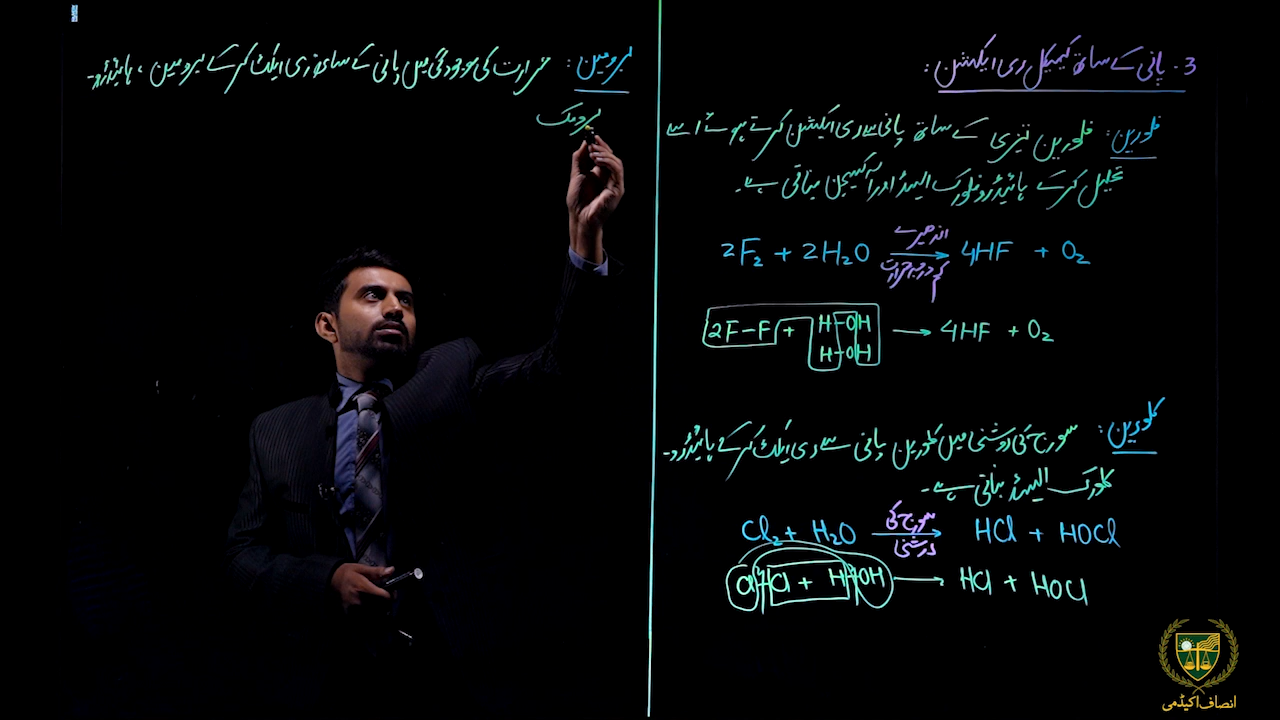 3. پانی کے ساتھ کیمیکل ری ایکشن :
فلورین : فلورین تیزی کے ساتھ پانی سے ری ایکشن کرتے ہوئے اسے
تحلیل کرکے ہائیڈروفلورک ایسڈ اور آکسیجن بناتی ہے۔
2F₂ + 2H₂O اندھیرے → کم درجہ حرارت 4HF + O₂
2F–F + H–OH H–OH → 4HF + O₂
کلورین : سورج کی روشنی میں کلورین پانی سے ری ایکٹ کرکے ہائیڈرو۔
کلورک ایسڈ بناتی ہے۔
Cl₂ + H₂O سورج کی → روشنی HCl + HOCl
Cl Cl + H OH → HCl + HOCl
برومین : حرارت کی موجودگی میں پانی کے ساتھ ری ایکٹ کرکے برومین ، ہائیڈرو۔
برومک
انصاف اکیڈمی